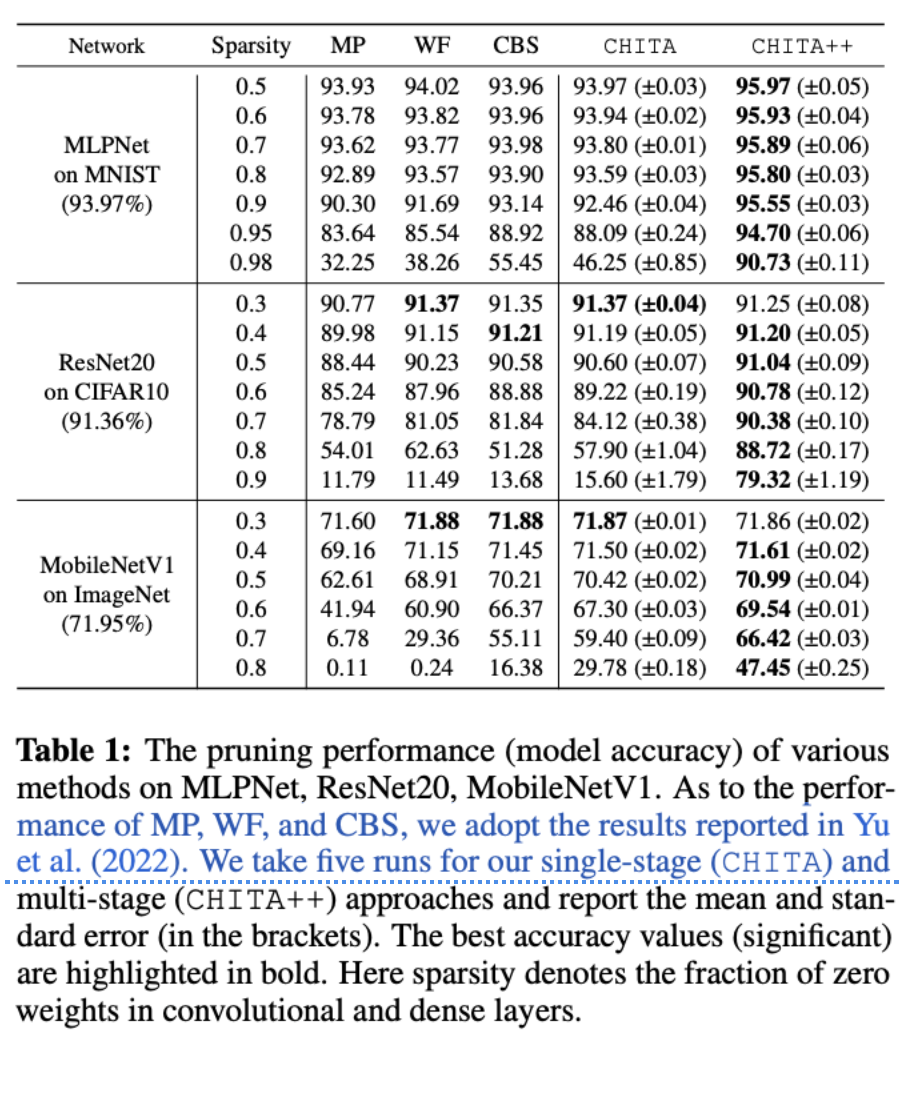 Network Sparsity MP WF CBS CHITA CHITA++
MLPNet on MNIST (93.97%)
0.5 93.93 94.02 93.96 93.97 (±0.03) 95.97 (±0.05)
0.6 93.78 93.82 93.96 93.94 (±0.02) 95.93 (±0.04)
0.7 93.62 93.77 93.98 93.80 (±0.01) 95.89 (±0.06)
0.8 92.89 93.57 93.90 93.59 (±0.03) 95.80 (±0.03)
0.9 90.30 91.69 93.14 92.46 (±0.04) 95.55 (±0.03)
0.95 83.64 85.54 88.92 88.09 (±0.24) 94.70 (±0.06)
0.98 32.25 38.26 55.45 46.25 (±0.85) 90.73 (±0.11)
ResNet20 on CIFAR10 (91.36%)
0.3 90.77 91.37 91.35 91.37 (±0.04) 91.25 (±0.08)
0.4 89.98 91.15 91.21 91.19 (±0.05) 91.20 (±0.05)
0.5 88.44 90.23 90.58 90.60 (±0.07) 91.04 (±0.09)
0.6 85.24 87.96 88.88 89.22 (±0.19) 90.78 (±0.12)
0.7 78.79 81.05 81.84 84.12 (±0.38) 90.38 (±0.10)
0.8 54.01 62.63 51.28 57.90 (±1.04) 88.72 (±0.17)
0.9 11.79 11.49 13.68 15.60 (±1.79) 79.32 (±1.19)
MobileNetV1 on ImageNet (71.95%)
0.3 71.60 71.88 71.88 71.87 (±0.01) 71.86 (±0.02)
0.4 69.16 71.15 71.45 71.50 (±0.02) 71.61 (±0.02)
0.5 62.61 68.91 70.21 70.42 (±0.02) 70.99 (±0.04)
0.6 41.94 60.90 66.37 67.30 (±0.03) 69.54 (±0.01)
0.7 6.78 29.36 55.11 59.40 (±0.09) 66.42 (±0.03)
0.8 0.11 0.24 16.38 29.78 (±0.18) 47.45 (±0.25)
Table 1: The pruning performance (model accuracy) of various
methods on MLPNet, ResNet20, MobileNetV1. As to the perfor-
mance of MP, WF, and CBS, we adopt the results reported in Yu
et al. (2022). We take five runs for our single-stage (CHITA) and
multi-stage (CHITA++) approaches and report the mean and stan-
dard error (in the brackets). The best accuracy values (significant)
are highlighted in bold. Here sparsity denotes the fraction of zero
weights in convolutional and dense layers.